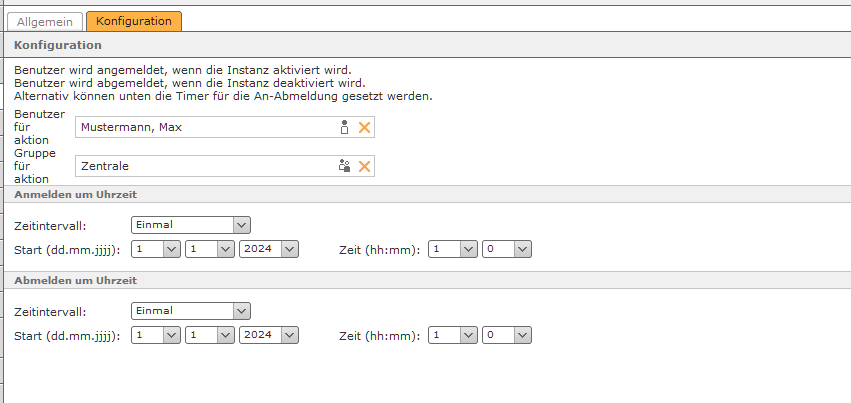 Allgemein Konfiguration
Konfiguration
Benutzer wird angemeldet, wenn die Instanz aktiviert wird.
Benutzer wird abgemeldet, wenn die Instanz deaktiviert wird.
Alternativ können unten die Timer für die An-Abmeldung gesetzt werden.
Benutzer
für
aktion
Mustermann, Max
Gruppe
für
aktion
Zentrale
Anmelden um Uhrzeit
Zeitintervall: Einmal
Start (dd.mm.jjjj): 1 1 2024 Zeit (hh:mm): 1 0
Abmelden um Uhrzeit
Zeitintervall: Einmal
Start (dd.mm.jjjj): 1 1 2024 Zeit (hh:mm): 1 0